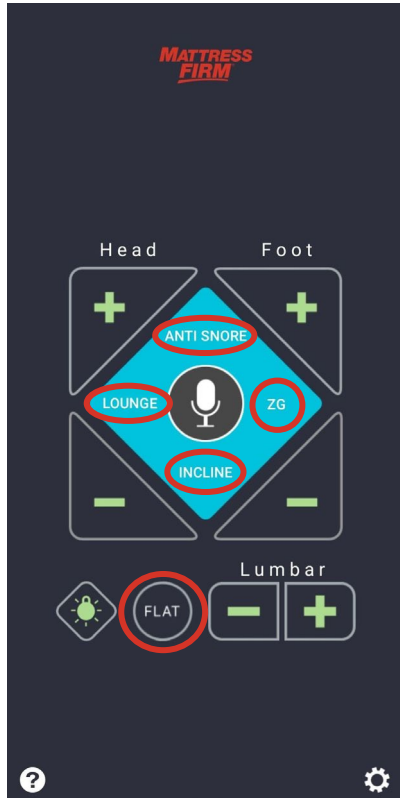 MATTRESS
FIRM
Head Foot
ANTI SNORE
LOUNGE ZG
INCLINE
Lumbar
FLAT
?